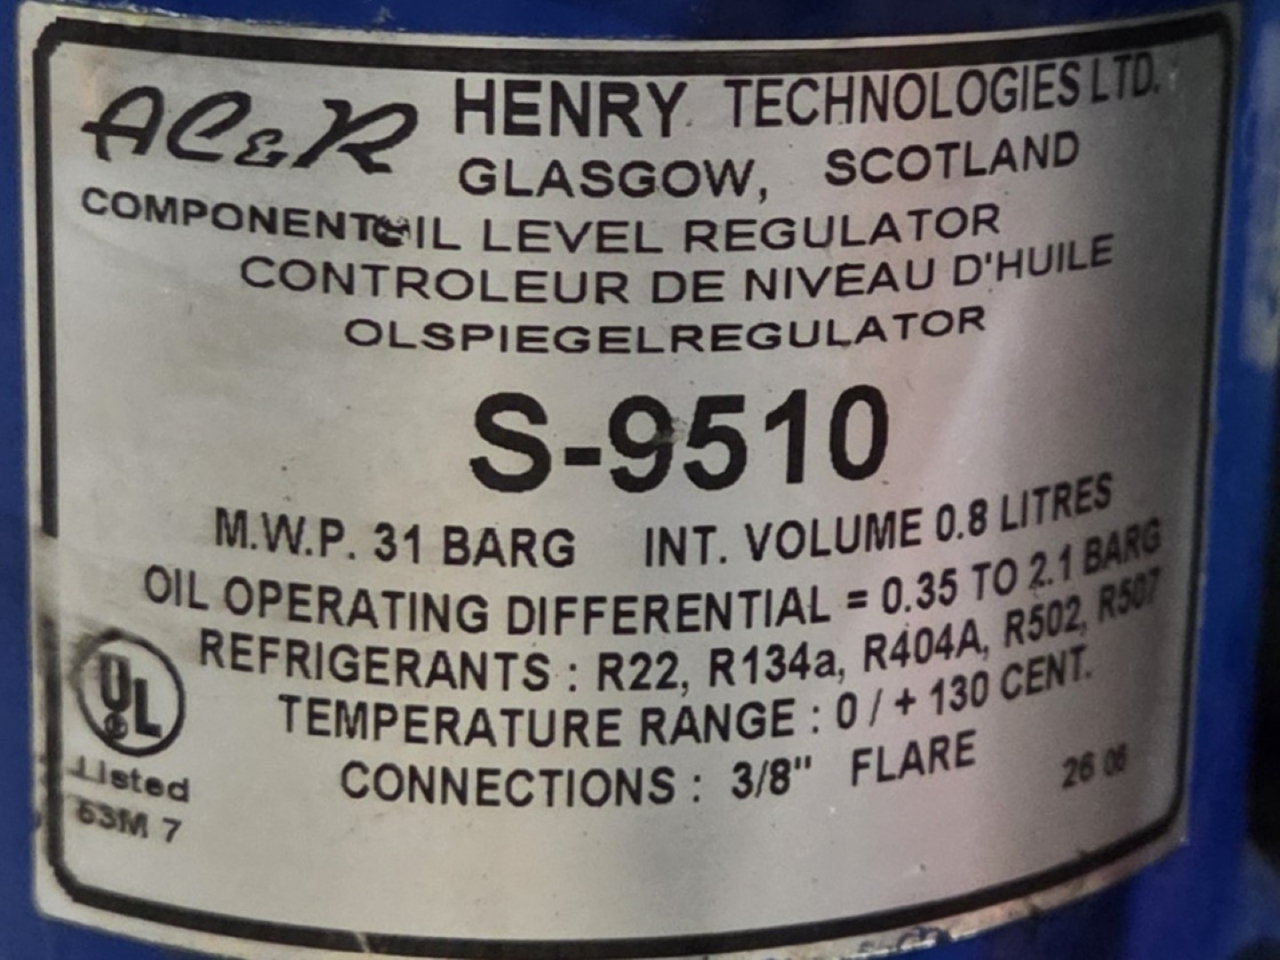 AC&R HENRY TECHNOLOGIES LTD.
GLASGOW, SCOTLAND
COMPONENTS OIL LEVEL REGULATOR
CONTROLEUR DE NIVEAU D'HUILE
OLSPIEGELREGULATOR
S-9510
M.W.P. 31 BARG INT. VOLUME 0.8 LITRES
OIL OPERATING DIFFERENTIAL = 0.35 TO 2.1 BARG
REFRIGERANTS : R22, R134a, R404A, R502, R507
TEMPERATURE RANGE : 0 / + 130 CENT.
CONNECTIONS : 3/8" FLARE
26 06
UL
Listed
53M 7